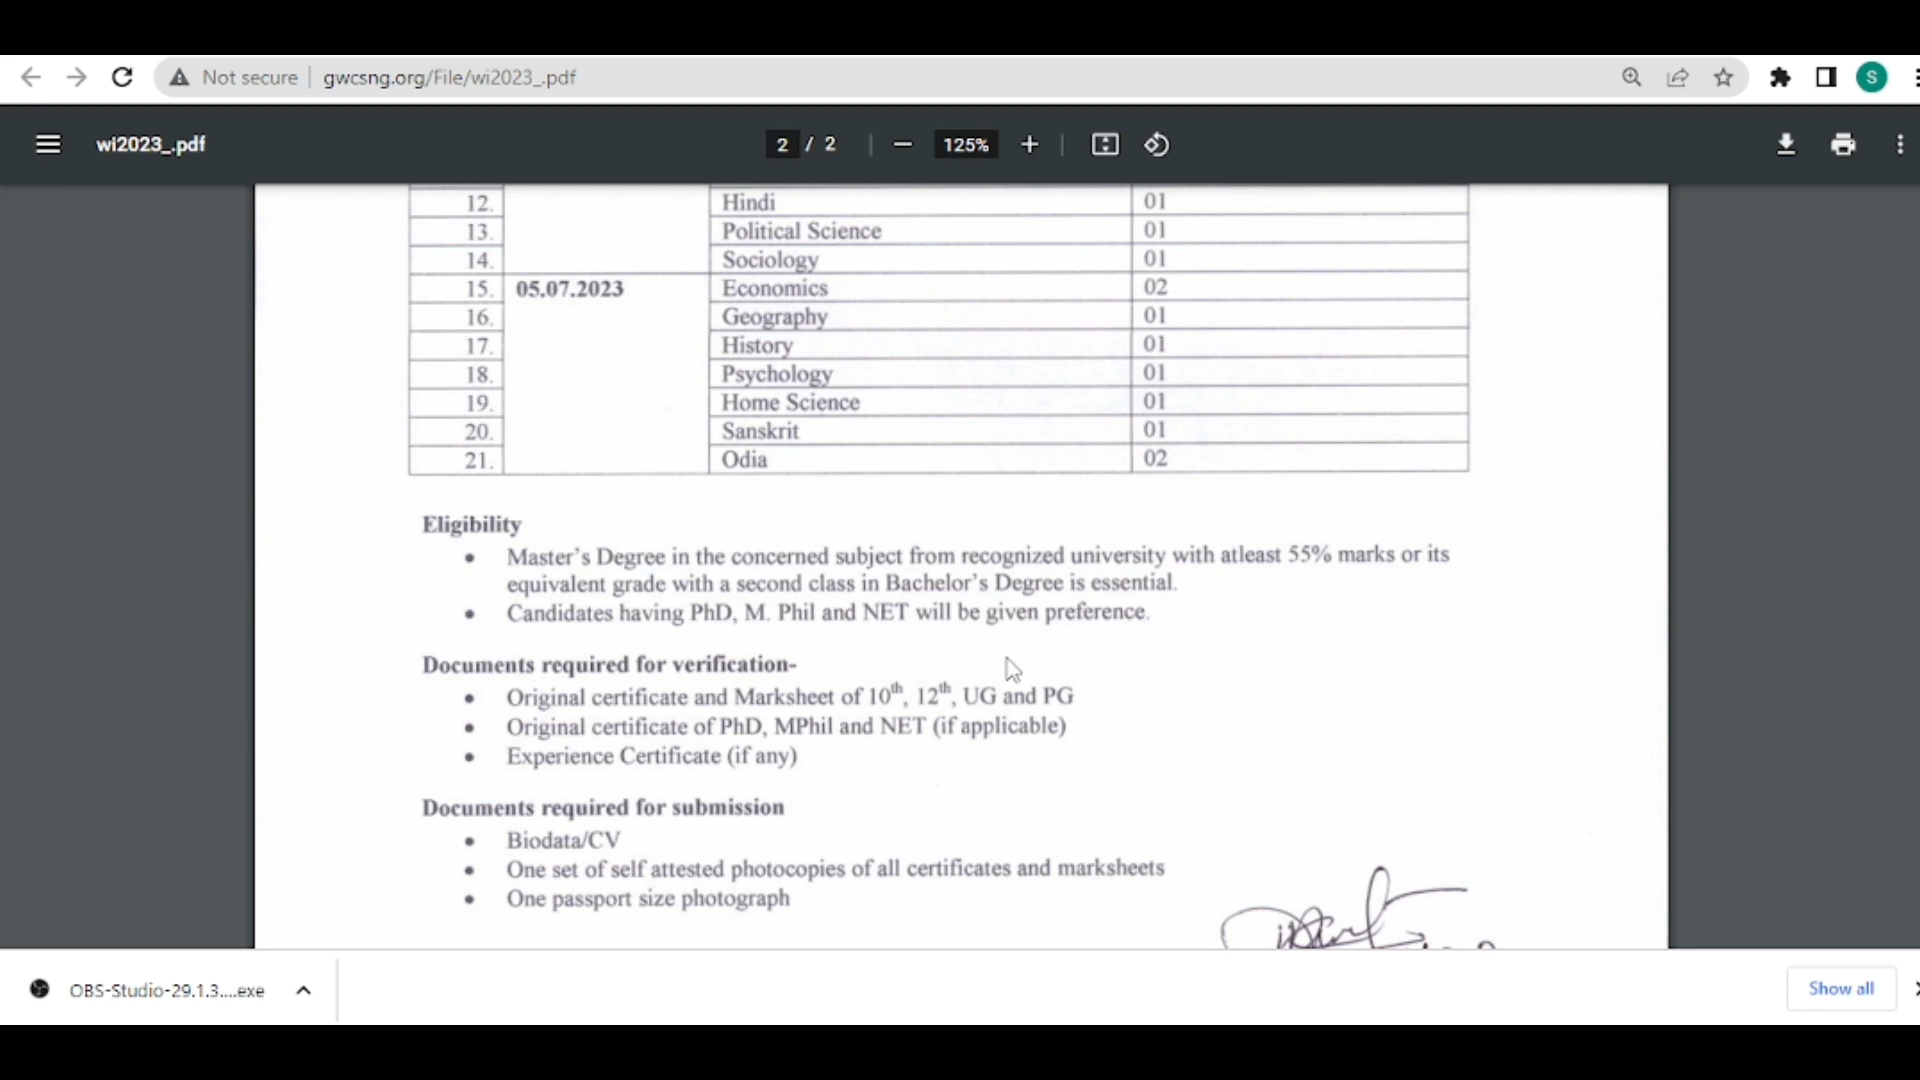 Not secure | gwcsng.org/File/wi2023_.pdf
S
wi2023_.pdf
2 / 2
125%
12. Hindi 01
13. Political Science 01
14. Sociology 01
15. 05.07.2023 Economics 02
16. Geography 01
17. History 01
18. Psychology 01
19. Home Science 01
20. Sanskrit 01
21. Odia 02
Eligibility
• Master's Degree in the concerned subject from recognized university with atleast 55% marks or its
equivalent grade with a second class in Bachelor's Degree is essential.
• Candidates having PhD, M. Phil and NET will be given preference.
Documents required for verification-
• Original certificate and Marksheet of 10th, 12th, UG and PG
• Original certificate of PhD, MPhil and NET (if applicable)
• Experience Certificate (if any)
Documents required for submission
• Biodata/CV
• One set of self attested photocopies of all certificates and marksheets
• One passport size photograph
OBS-Studio-29.1.3....exe
Show all